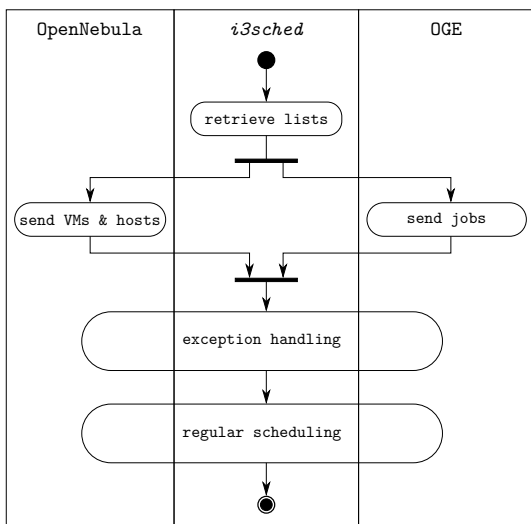 OpenNebula
i3sched
OGE
retrieve lists
send VMs & hosts
send jobs
exception handling
regular scheduling